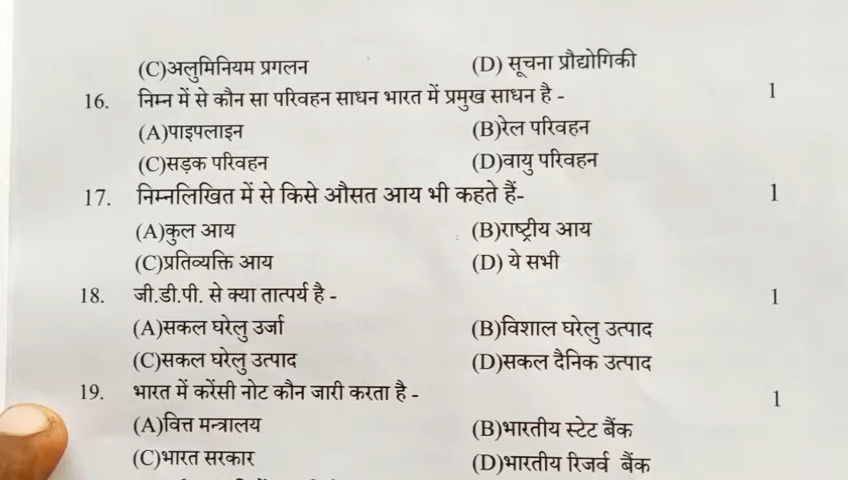 (C)अलुमिनियम प्रगलन (D) सूचना प्रौद्योगिकी
16. निम्न में से कौन सा परिवहन साधन भारत में प्रमुख साधन है - 1
(A)पाइपलाइन (B)रेल परिवहन
(C)सड़क परिवहन (D)वायु परिवहन
17. निम्नलिखित में से किसे औसत आय भी कहते हैं- 1
(A)कुल आय (B)राष्ट्रीय आय
(C)प्रतिव्यक्ति आय (D) ये सभी
18. जी.डी.पी. से क्या तात्पर्य है - 1
(A)सकल घरेलु उर्जा (B)विशाल घरेलु उत्पाद
(C)सकल घरेलु उत्पाद (D)सकल दैनिक उत्पाद
19. भारत में करेंसी नोट कौन जारी करता है - 1
(A)वित्त मन्त्रालय (B)भारतीय स्टेट बैंक
(C)भारत सरकार (D)भारतीय रिजर्व बैंक